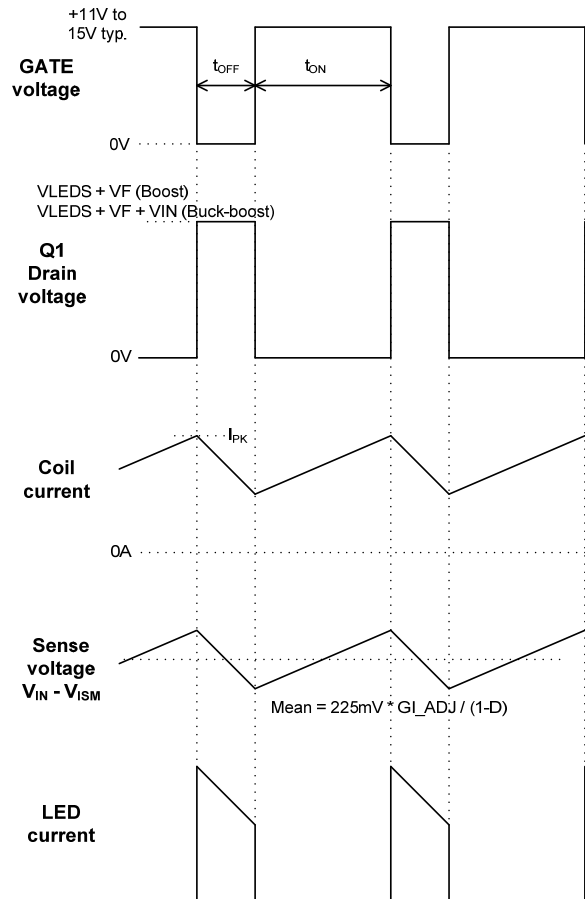 +11V to
15V typ.
GATE
voltage
tOFF
tON
0V
VLEDS + VF (Boost)
VLEDS + VF + VIN (Buck-boost)
Q1
Drain
voltage
0V
IPK
Coil
current
0A
Sense
voltage
VIN - VISM
Mean = 225mV * GI_ADJ / (1-D)
LED
current